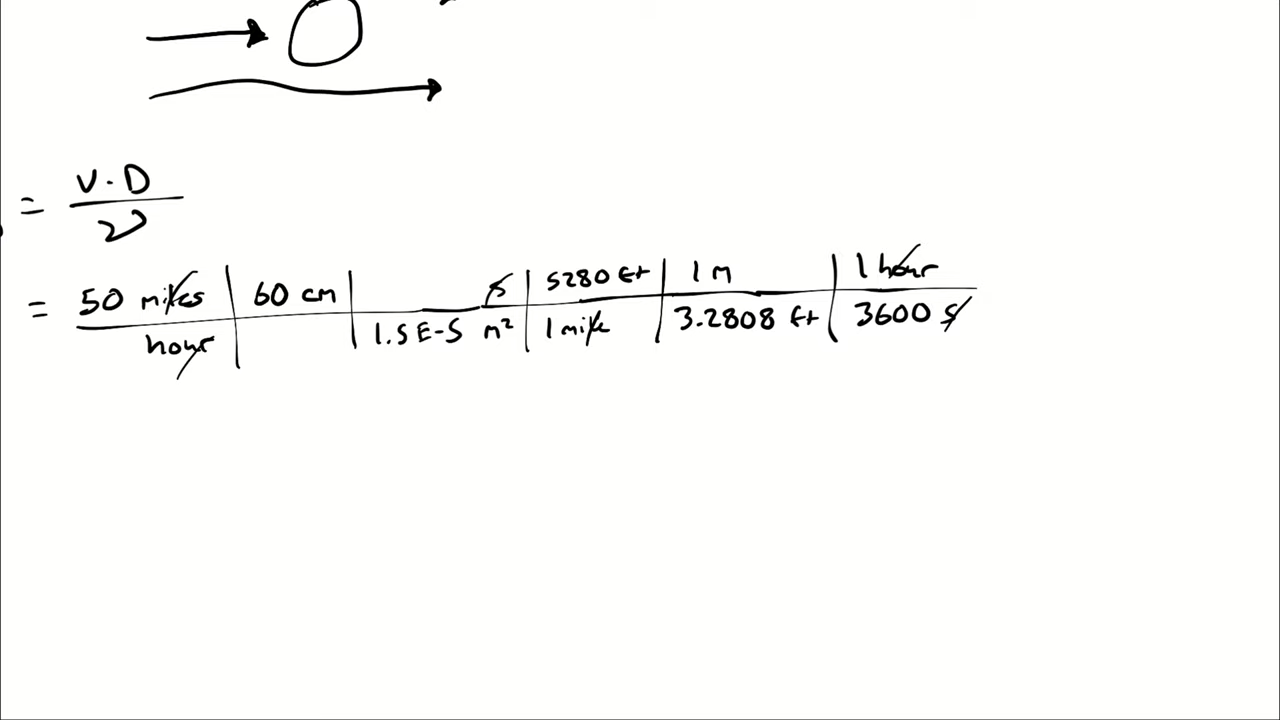 = V · D / ν
= 50 miles | 60 cm | s | 5280 ft | 1 m | 1 hour
hour | 1.5 E-5 m² | 1 mile | 3.2808 ft | 3600 s